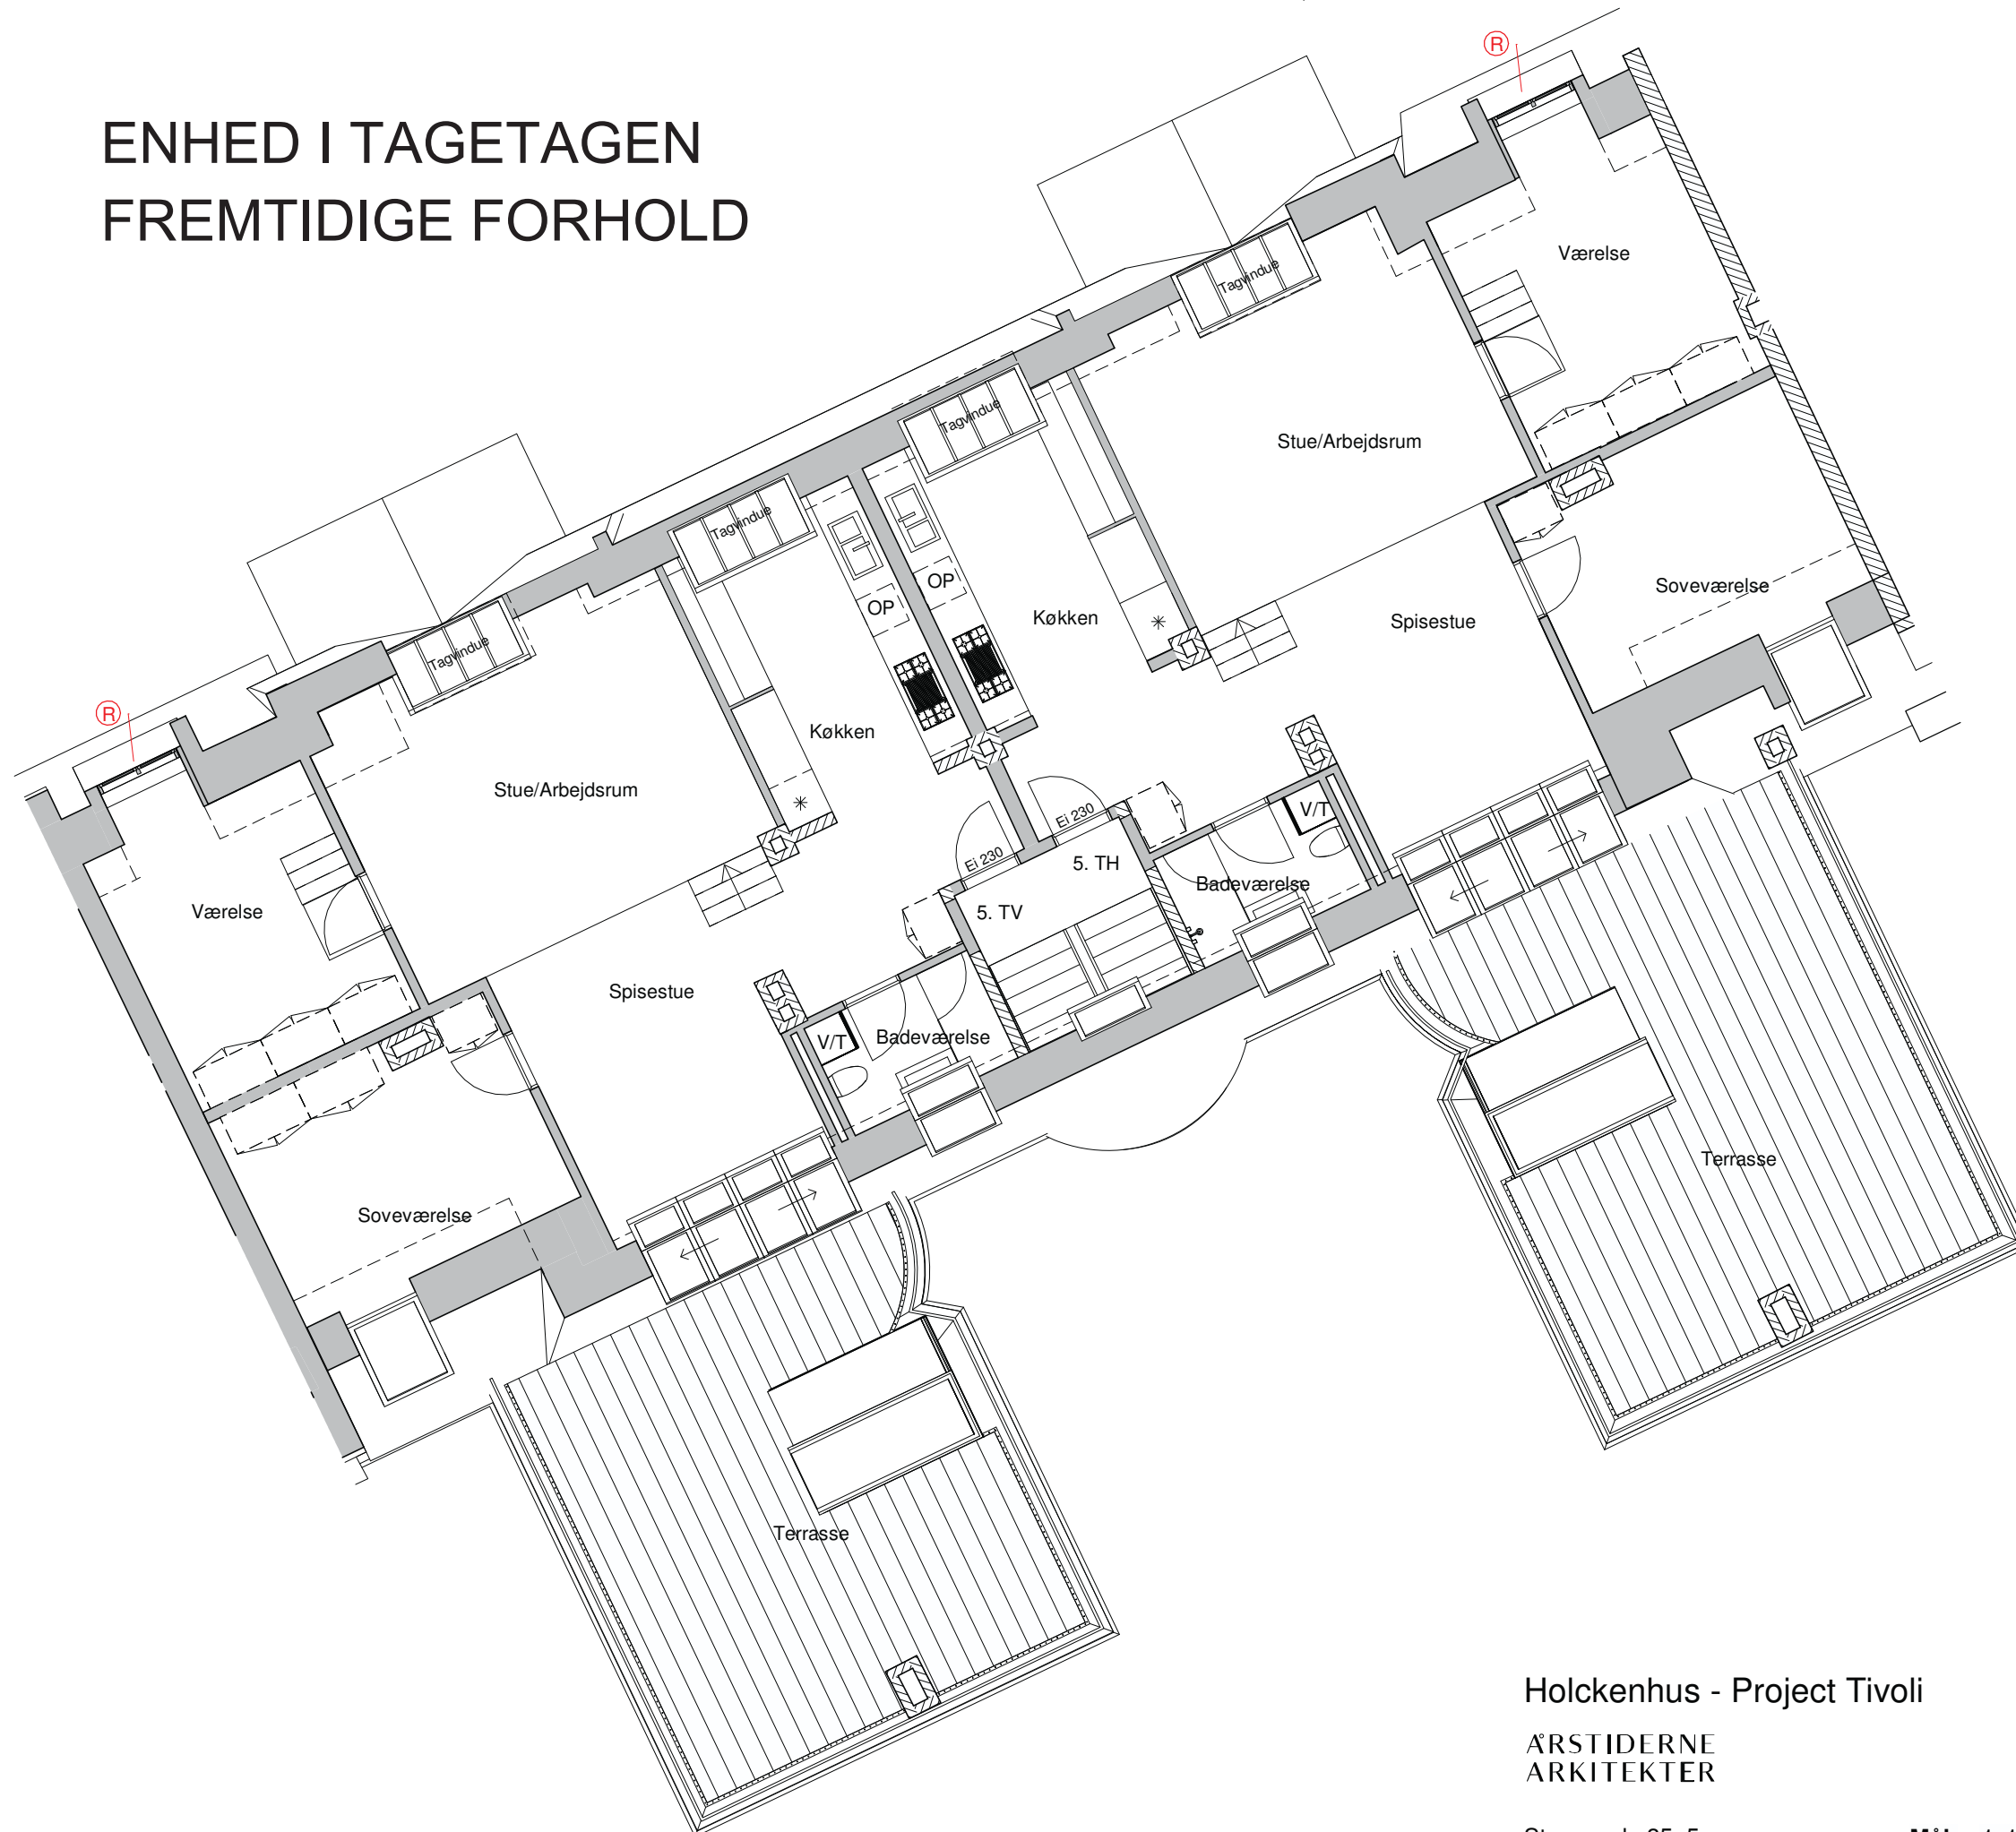 ENHED I TAGETAGEN
FREMTIDIGE FORHOLD
R
Tagvindue
Værelse
Tagvindue
Stue/Arbejdsrum
Tagvindue
OP
OP
Køkken
Spisestue
Soveværelse
Tagvindue
R
Køkken
Stue/Arbejdsrum
Ei 230
Ei 230
V/T
5. TH
Badeværelse
5. TV
Værelse
Spisestue
V/T
Badeværelse
Terrasse
Soveværelse
Terrasse
Holckenhus - Project Tivoli
ÅRSTIDERNE
ARKITEKTER